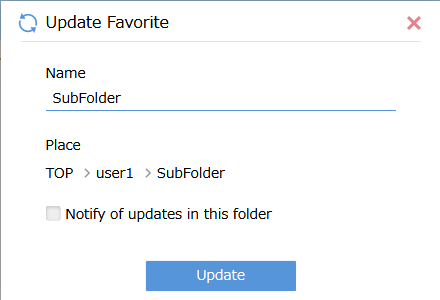 Update Favorite
Name
SubFolder
Place
TOP > user1 > SubFolder
Notify of updates in this folder
Update